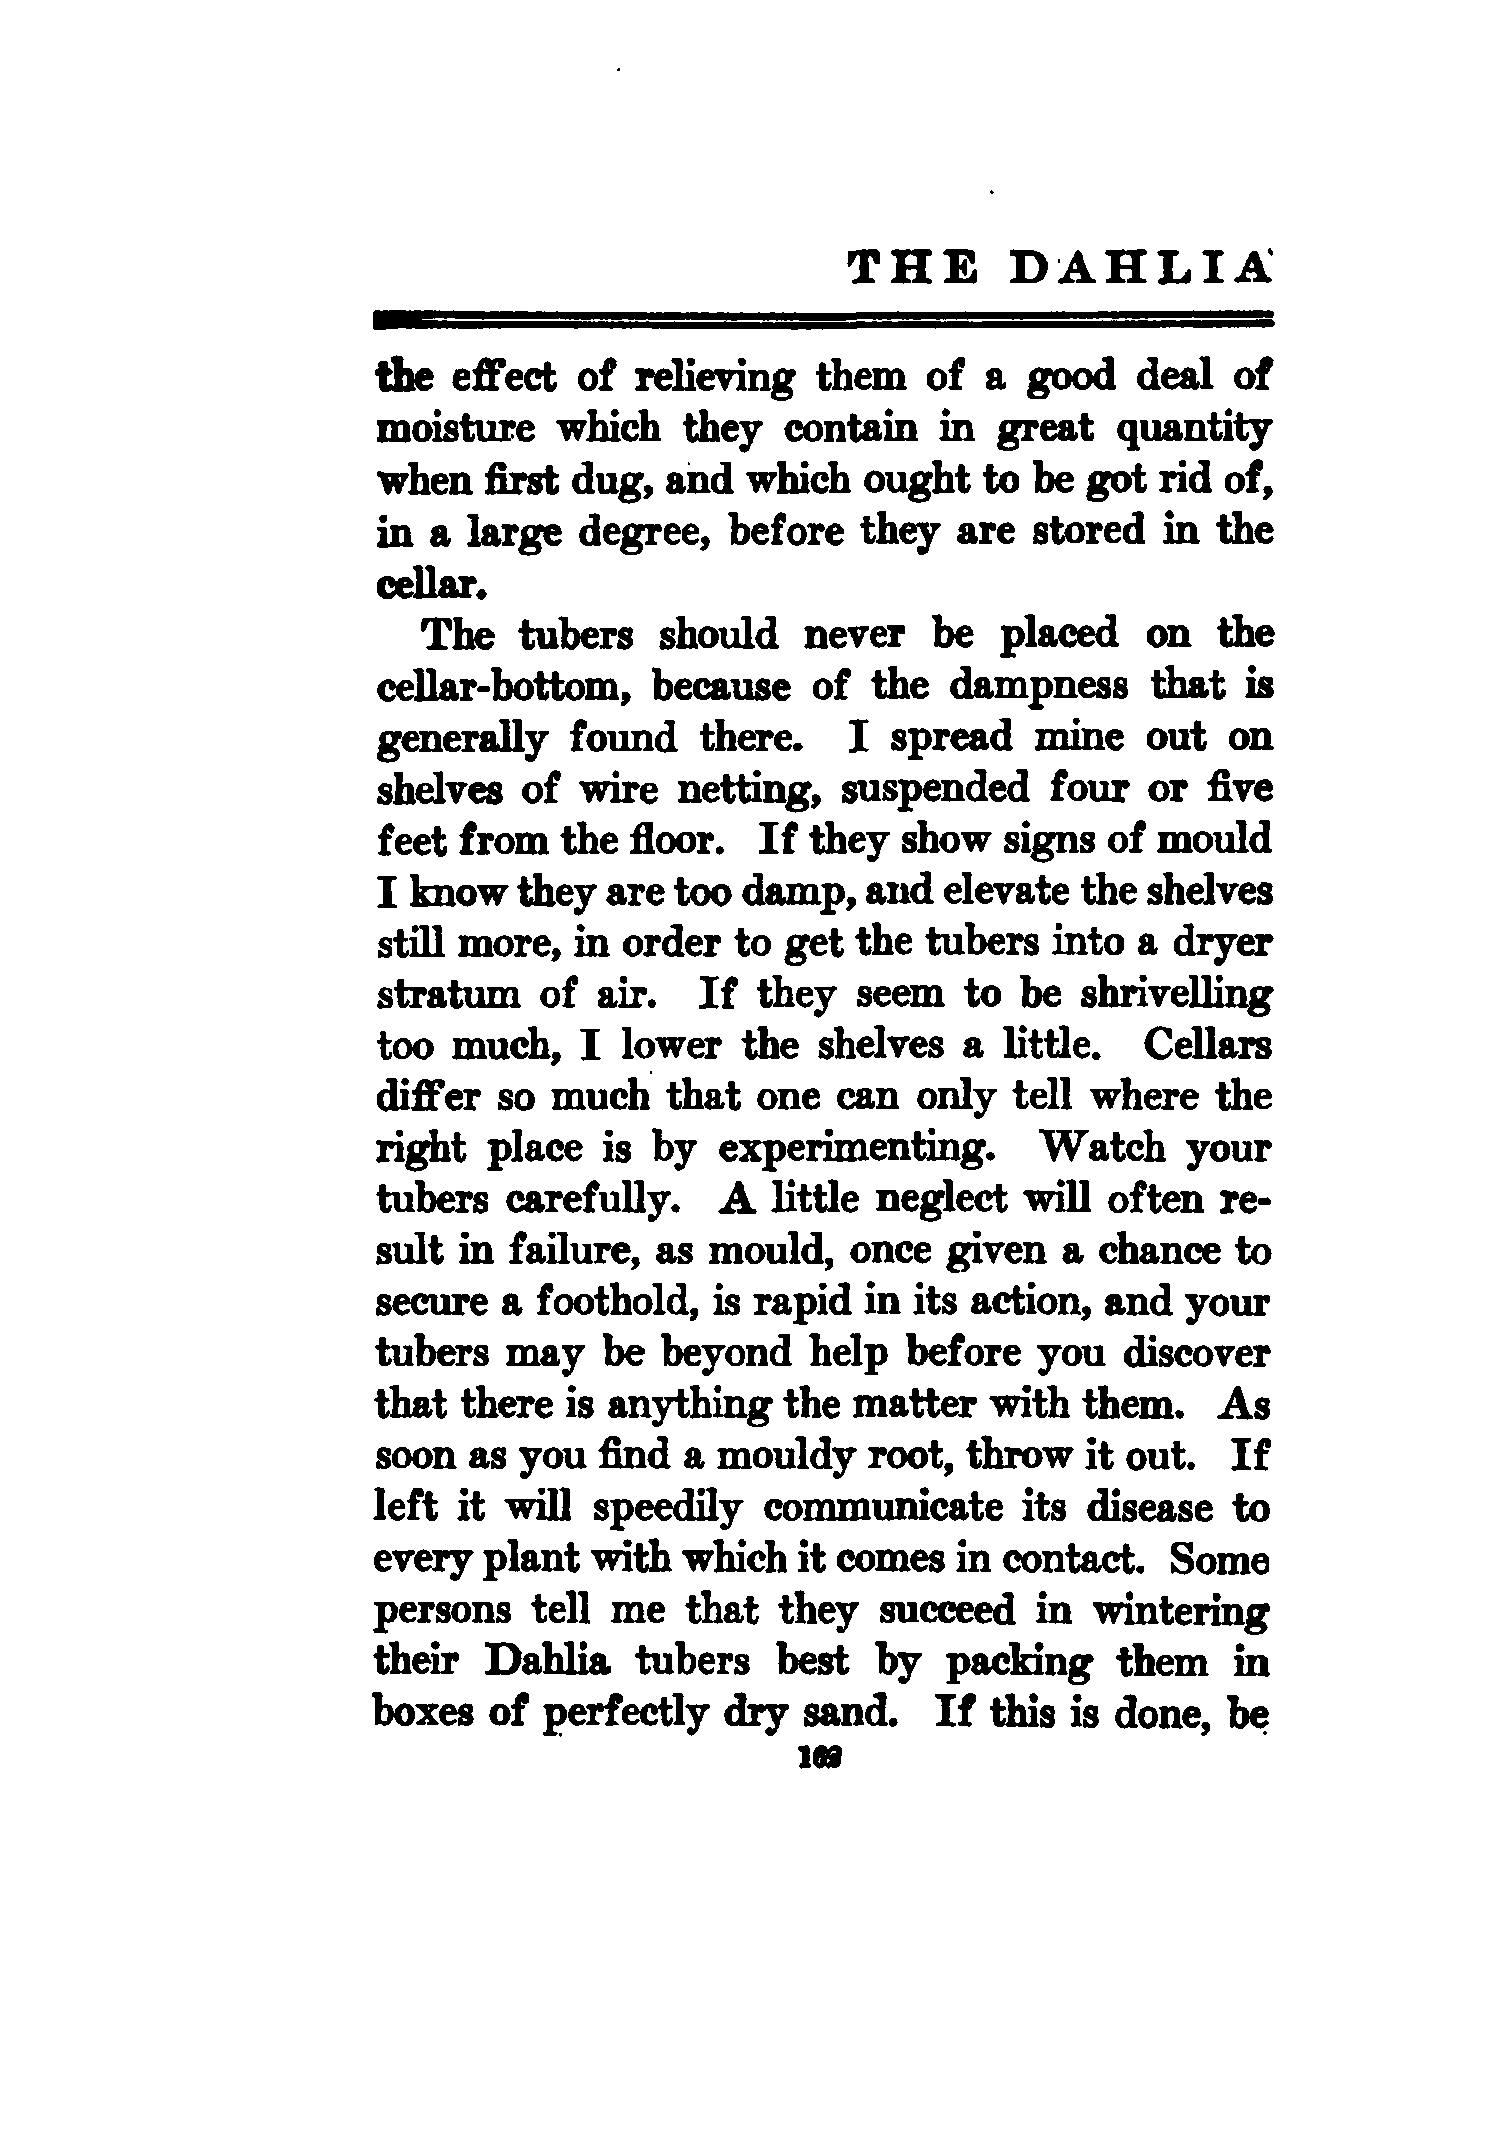 THE DAHLIA
the effect of relieving them of a good deal of
moisture which they contain in great quantity
when first dug, and which ought to be got rid of,
in a large degree, before they are stored in the
cellar.
The tubers should never be placed on the
cellar-bottom, because of the dampness that is
generally found there. I spread mine out on
shelves of wire netting, suspended four or five
feet from the floor. If they show signs of mould
I know they are too damp, and elevate the shelves
still more, in order to get the tubers into a dryer
stratum of air. If they seem to be shrivelling
too much, I lower the shelves a little. Cellars
differ so much that one can only tell where the
right place is by experimenting. Watch your
tubers carefully. A little neglect will often re-
sult in failure, as mould, once given a chance to
secure a foothold, is rapid in its action, and your
tubers may be beyond help before you discover
that there is anything the matter with them. As
soon as you find a mouldy root, throw it out. If
left it will speedily communicate its disease to
every plant with which it comes in contact. Some
persons tell me that they succeed in wintering
their Dahlia tubers best by packing them in
boxes of perfectly dry sand. If this is done, be